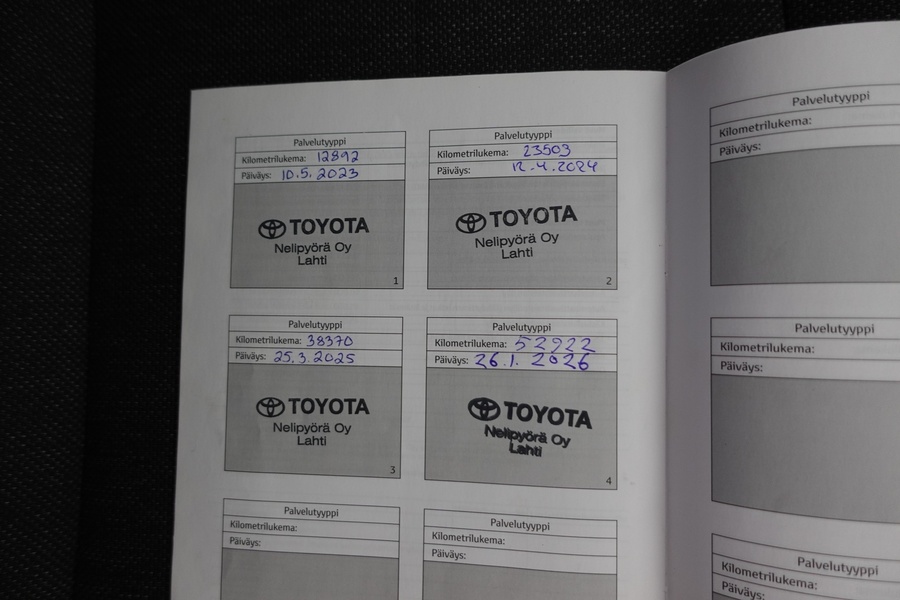 Palvelutyyppi
Kilometrilukema: 12892
Päiväys: 10.5.2023
TOYOTA
Nelipyörä Oy
Lahti
1
Palvelutyyppi
Kilometrilukema: 23503
Päiväys: 12.4.2024
TOYOTA
Nelipyörä Oy
Lahti
2
Palvelutyyppi
Kilometrilukema: 38370
Päiväys: 25.3.2025
TOYOTA
Nelipyörä Oy
Lahti
3
Palvelutyyppi
Kilometrilukema: 52922
Päiväys: 26.1.2026
TOYOTA
Nelipyörä Oy
Lahti
4
Palvelutyyppi
Kilometrilukema:
Päiväys:
Palvelutyyppi
Kilometrilukema:
Päiväys:
Palvelutyyppi
Kilometrilukema:
Päiväys:
Palvelutyyppi
Kilometrilukema:
Päiväys:
Palvelutyyppi
Kilometrilukema:
Päiväys: